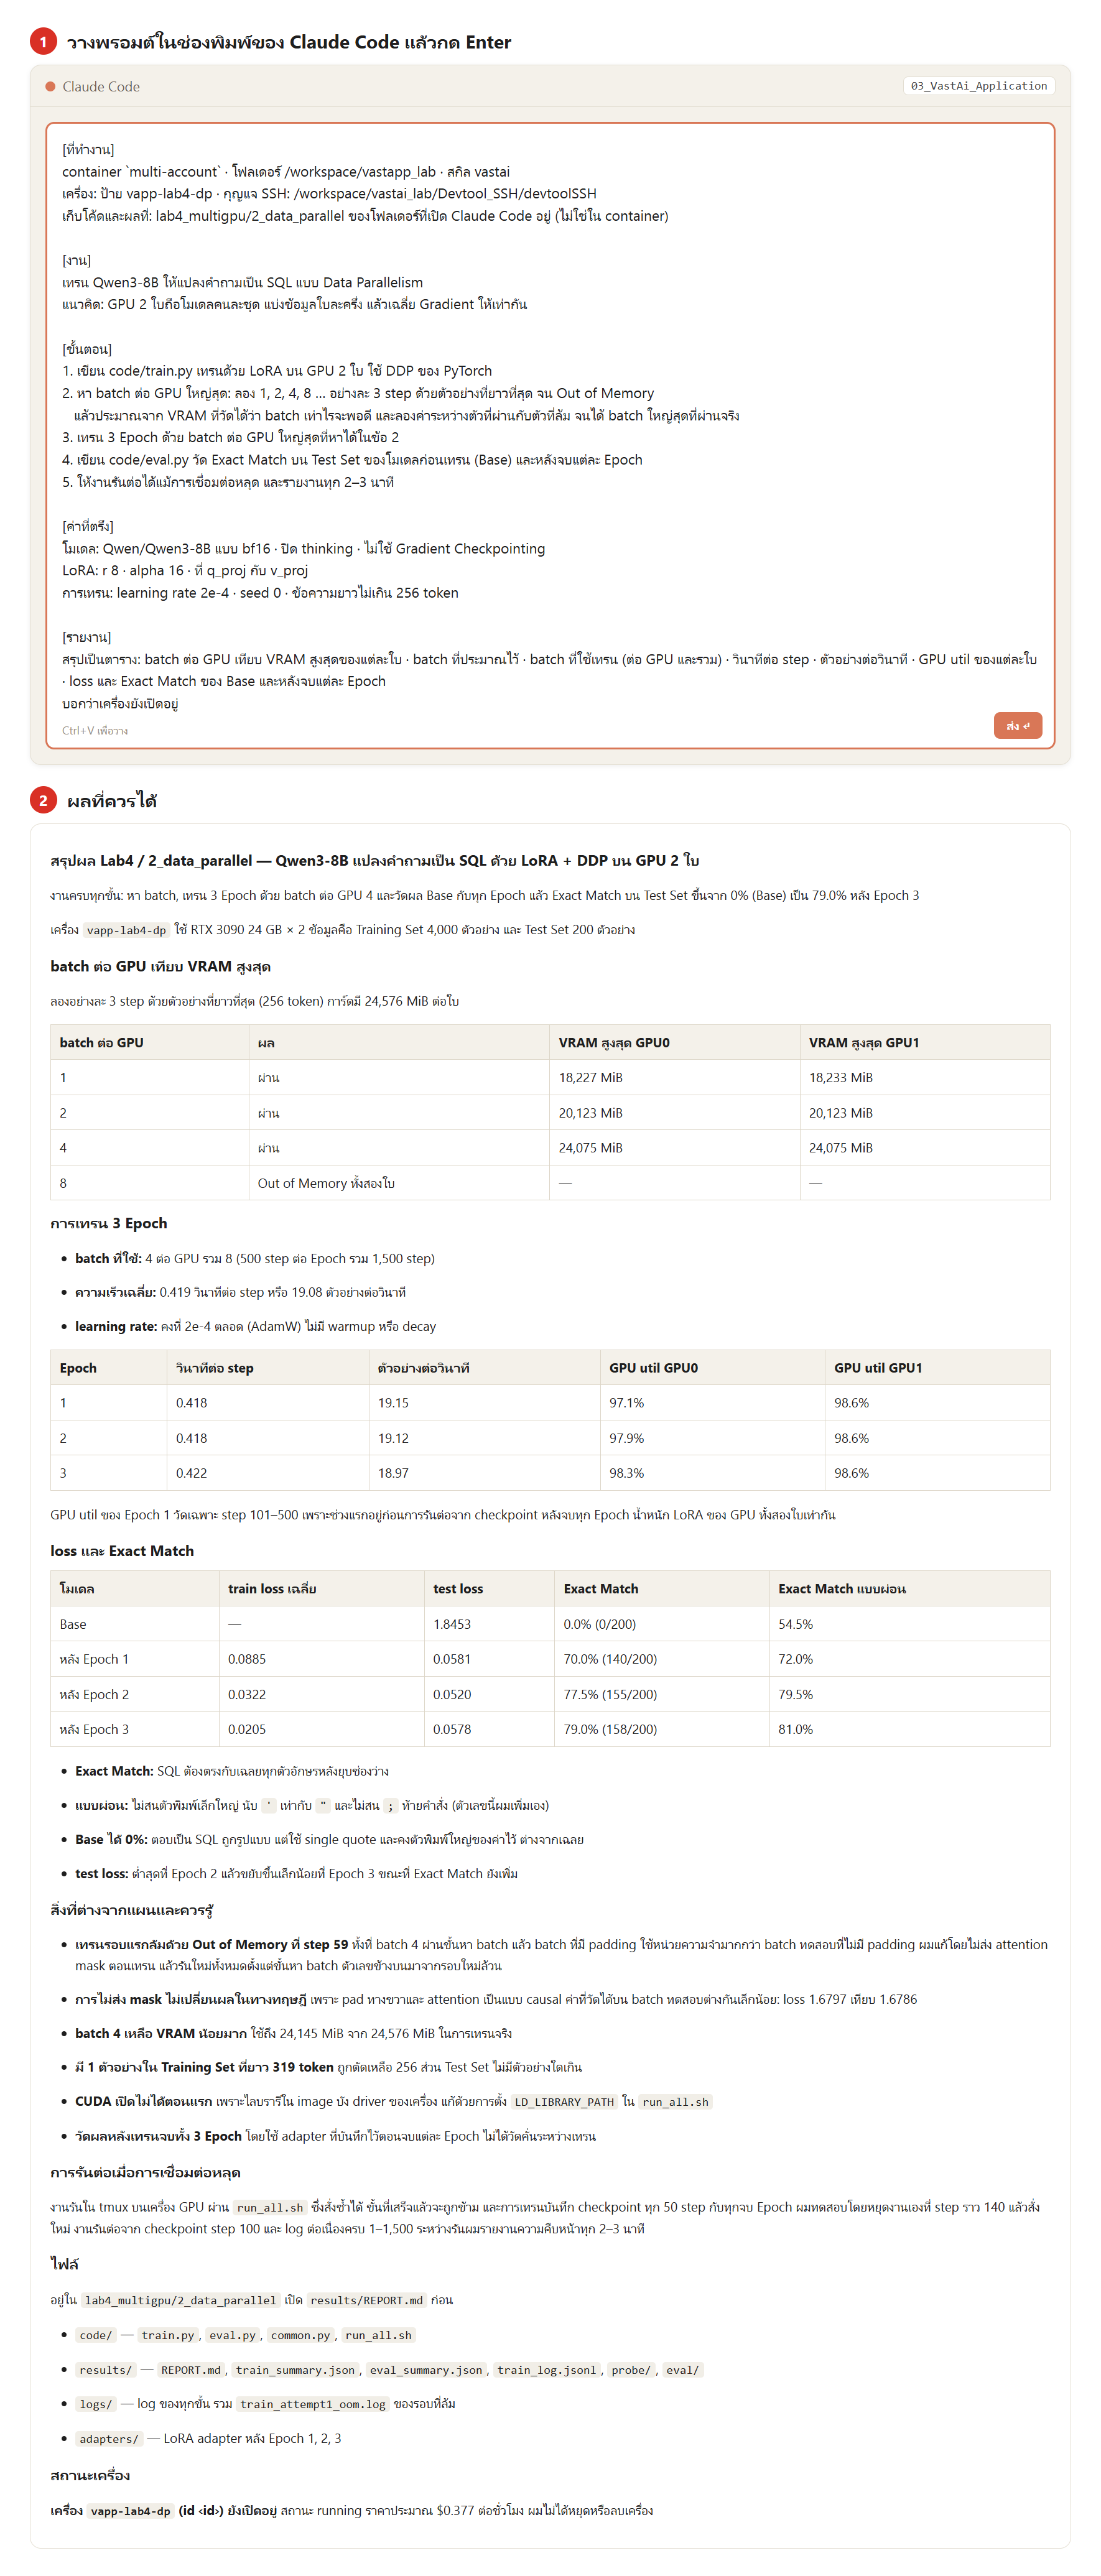 1 วางพรอมต์ในช่องพิมพ์ของ Claude Code แล้วกด Enter
Claude Code 03_VastAi_Application
[ที่ทำงาน]
container `multi-account` · โฟลเดอร์ /workspace/vastapp_lab · สกิล vastai
เครื่อง: ป้าย vapp-lab4-dp · กุญแจ SSH: /workspace/vastai_lab/Devtool_SSH/devtoolSSH
เก็บโค้ดและผลที่: lab4_multigpu/2_data_parallel ของโฟลเดอร์ที่เปิด Claude Code อยู่ (ไม่ใช่ใน container)
[งาน]
เทรน Qwen3-8B ให้แปลงคำถามเป็น SQL แบบ Data Parallelism
แนวคิด: GPU 2 ใบถือโมเดลคนละชุด แบ่งข้อมูลใบละครึ่ง แล้วเฉลี่ย Gradient ให้เท่ากัน
[ขั้นตอน]
1. เขียน code/train.py เทรนด้วย LoRA บน GPU 2 ใบ ใช้ DDP ของ PyTorch
2. หา batch ต่อ GPU ใหญ่สุด: ลอง 1, 2, 4, 8 ... อย่างละ 3 step ด้วยตัวอย่างที่ยาวที่สุด จน Out of Memory
แล้วประมาณจาก VRAM ที่วัดได้ว่า batch เท่าไรจะพอดี และลองค่าระหว่างตัวที่ผ่านกับตัวที่ล้ม จนได้ batch ใหญ่สุดที่ผ่านจริง
3. เทรน 3 Epoch ด้วย batch ต่อ GPU ใหญ่สุดที่หาได้ในข้อ 2
4. เขียน code/eval.py วัด Exact Match บน Test Set ของโมเดลก่อนเทรน (Base) และหลังจบแต่ละ Epoch
5. ให้งานรันต่อได้แม้การเชื่อมต่อหลุด และรายงานทุก 2–3 นาที
[ค่าที่ตรึง]
โมเดล: Qwen/Qwen3-8B แบบ bf16 · ปิด thinking · ไม่ใช้ Gradient Checkpointing
LoRA: r 8 · alpha 16 · ที่ q_proj กับ v_proj
การเทรน: learning rate 2e-4 · seed 0 · ข้อความยาวไม่เกิน 256 token
[รายงาน]
สรุปเป็นตาราง: batch ต่อ GPU เทียบ VRAM สูงสุดของแต่ละใบ · batch ที่ประมาณไว้ · batch ที่ใช้เทรน (ต่อ GPU และรวม) · วินาทีต่อ step · ตัวอย่างต่อวินาที · GPU util ของแต่ละใบ
· loss และ Exact Match ของ Base และหลังจบแต่ละ Epoch
บอกว่าเครื่องยังเปิดอยู่
Ctrl+V เพื่อวาง ส่ง ↵
2 ผลที่ควรได้
สรุปผล Lab4 / 2_data_parallel — Qwen3-8B แปลงคำถามเป็น SQL ด้วย LoRA + DDP บน GPU 2 ใบ
งานครบทุกขั้น: หา batch, เทรน 3 Epoch ด้วย batch ต่อ GPU 4 และวัดผล Base กับทุก Epoch แล้ว Exact Match บน Test Set ขึ้นจาก 0% (Base) เป็น 79.0% หลัง Epoch 3
เครื่อง vapp-lab4-dp ใช้ RTX 3090 24 GB × 2 ข้อมูลคือ Training Set 4,000 ตัวอย่าง และ Test Set 200 ตัวอย่าง
batch ต่อ GPU เทียบ VRAM สูงสุด
ลองอย่างละ 3 step ด้วยตัวอย่างที่ยาวที่สุด (256 token) การ์ดมี 24,576 MiB ต่อใบ
batch ต่อ GPU ผล VRAM สูงสุด GPU0 VRAM สูงสุด GPU1
1 ผ่าน 18,227 MiB 18,233 MiB
2 ผ่าน 20,123 MiB 20,123 MiB
4 ผ่าน 24,075 MiB 24,075 MiB
8 Out of Memory ทั้งสองใบ — —
การเทรน 3 Epoch
• batch ที่ใช้: 4 ต่อ GPU รวม 8 (500 step ต่อ Epoch รวม 1,500 step)
• ความเร็วเฉลี่ย: 0.419 วินาทีต่อ step หรือ 19.08 ตัวอย่างต่อวินาที
• learning rate: คงที่ 2e-4 ตลอด (AdamW) ไม่มี warmup หรือ decay
Epoch วินาทีต่อ step ตัวอย่างต่อวินาที GPU util GPU0 GPU util GPU1
1 0.418 19.15 97.1% 98.6%
2 0.418 19.12 97.9% 98.6%
3 0.422 18.97 98.3% 98.6%
GPU util ของ Epoch 1 วัดเฉพาะ step 101–500 เพราะช่วงแรกอยู่ก่อนการรันต่อจาก checkpoint หลังจบทุก Epoch น้ำหนัก LoRA ของ GPU ทั้งสองใบเท่ากัน
loss และ Exact Match
โมเดล train loss เฉลี่ย test loss Exact Match Exact Match แบบผ่อน
Base — 1.8453 0.0% (0/200) 54.5%
หลัง Epoch 1 0.0885 0.0581 70.0% (140/200) 72.0%
หลัง Epoch 2 0.0322 0.0520 77.5% (155/200) 79.5%
หลัง Epoch 3 0.0205 0.0578 79.0% (158/200) 81.0%
• Exact Match: SQL ต้องตรงกับเฉลยทุกตัวอักษรหลังยุบช่องว่าง
• แบบผ่อน: ไม่สนตัวพิมพ์เล็กใหญ่ นับ ' เท่ากับ " และไม่สน ; ท้ายคำสั่ง (ตัวเลขนี้ผมเพิ่มเอง)
• Base ได้ 0%: ตอบเป็น SQL ถูกรูปแบบ แต่ใช้ single quote และคงตัวพิมพ์ใหญ่ของค่าไว้ ต่างจากเฉลย
• test loss: ต่ำสุดที่ Epoch 2 แล้วขยับขึ้นเล็กน้อยที่ Epoch 3 ขณะที่ Exact Match ยังเพิ่ม
สิ่งที่ต่างจากแผนและควรรู้
• เทรนรอบแรกล้มด้วย Out of Memory ที่ step 59 ทั้งที่ batch 4 ผ่านขั้นหา batch แล้ว batch ที่มี padding ใช้หน่วยความจำมากกว่า batch ทดสอบที่ไม่มี padding ผมแก้โดยไม่ส่ง attention
mask ตอนเทรน แล้วรันใหม่ทั้งหมดตั้งแต่ขั้นหา batch ตัวเลขข้างบนมาจากรอบใหม่ล้วน
• การไม่ส่ง mask ไม่เปลี่ยนผลในทางทฤษฎี เพราะ pad ทางขวาและ attention เป็นแบบ causal ค่าที่วัดได้บน batch ทดสอบต่างกันเล็กน้อย: loss 1.6797 เทียบ 1.6786
• batch 4 เหลือ VRAM น้อยมาก ใช้ถึง 24,145 MiB จาก 24,576 MiB ในการเทรนจริง
• มี 1 ตัวอย่างใน Training Set ที่ยาว 319 token ถูกตัดเหลือ 256 ส่วน Test Set ไม่มีตัวอย่างใดเกิน
• CUDA เปิดไม่ได้ตอนแรก เพราะไลบรารีใน image บัง driver ของเครื่อง แก้ด้วยการตั้ง LD_LIBRARY_PATH ใน run_all.sh
• วัดผลหลังเทรนจบทั้ง 3 Epoch โดยใช้ adapter ที่บันทึกไว้ตอนจบแต่ละ Epoch ไม่ได้วัดคั่นระหว่างเทรน
การรันต่อเมื่อการเชื่อมต่อหลุด
งานรันใน tmux บนเครื่อง GPU ผ่าน run_all.sh ซึ่งสั่งซ้ำได้ ขั้นที่เสร็จแล้วจะถูกข้าม และการเทรนบันทึก checkpoint ทุก 50 step กับทุกจบ Epoch ผมทดสอบโดยหยุดงานเองที่ step ราว 140 แล้วสั่ง
ใหม่ งานรันต่อจาก checkpoint step 100 และ log ต่อเนื่องครบ 1–1,500 ระหว่างรันผมรายงานความคืบหน้าทุก 2–3 นาที
ไฟล์
อยู่ใน lab4_multigpu/2_data_parallel เปิด results/REPORT.md ก่อน
• code/ — train.py, eval.py, common.py, run_all.sh
• results/ — REPORT.md, train_summary.json, eval_summary.json, train_log.jsonl, probe/, eval/
• logs/ — log ของทุกขั้น รวม train_attempt1_oom.log ของรอบที่ล้ม
• adapters/ — LoRA adapter หลัง Epoch 1, 2, 3
สถานะเครื่อง
เครื่อง vapp-lab4-dp (id ‹id›) ยังเปิดอยู่ สถานะ running ราคาประมาณ $0.377 ต่อชั่วโมง ผมไม่ได้หยุดหรือลบเครื่อง